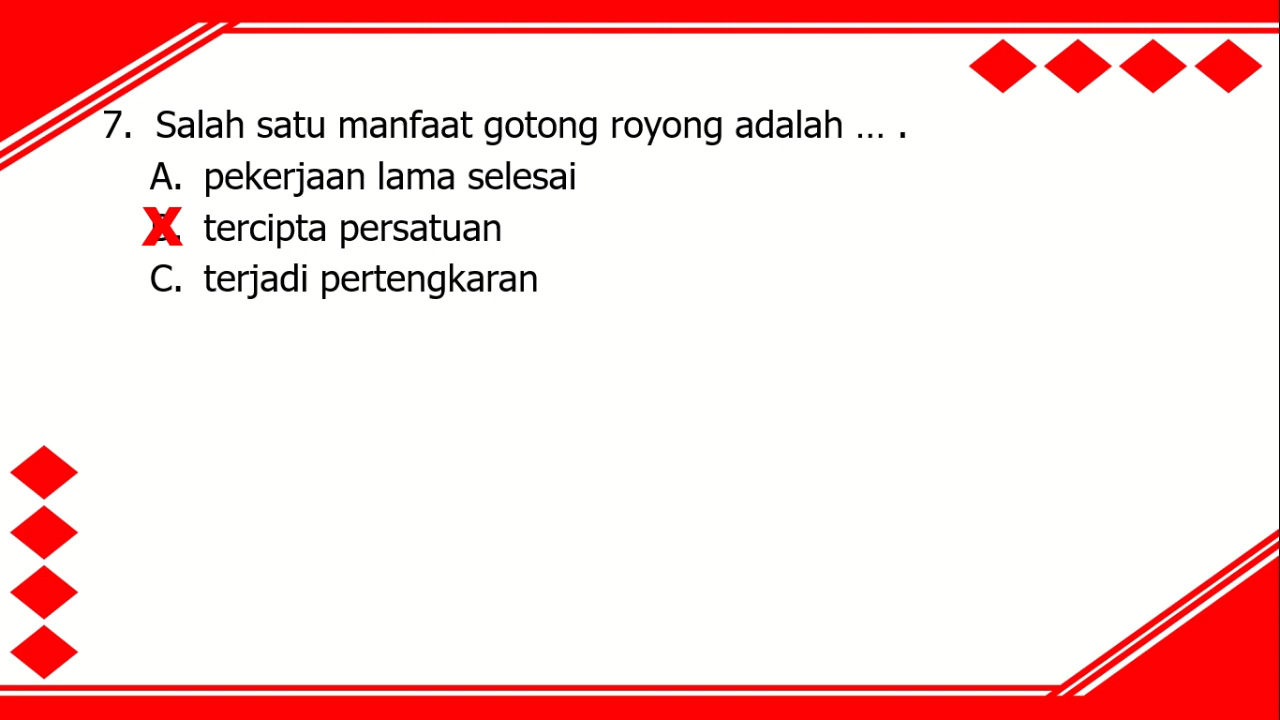 7. Salah satu manfaat gotong royong adalah ... .
A. pekerjaan lama selesai
X tercipta persatuan
C. terjadi pertengkaran